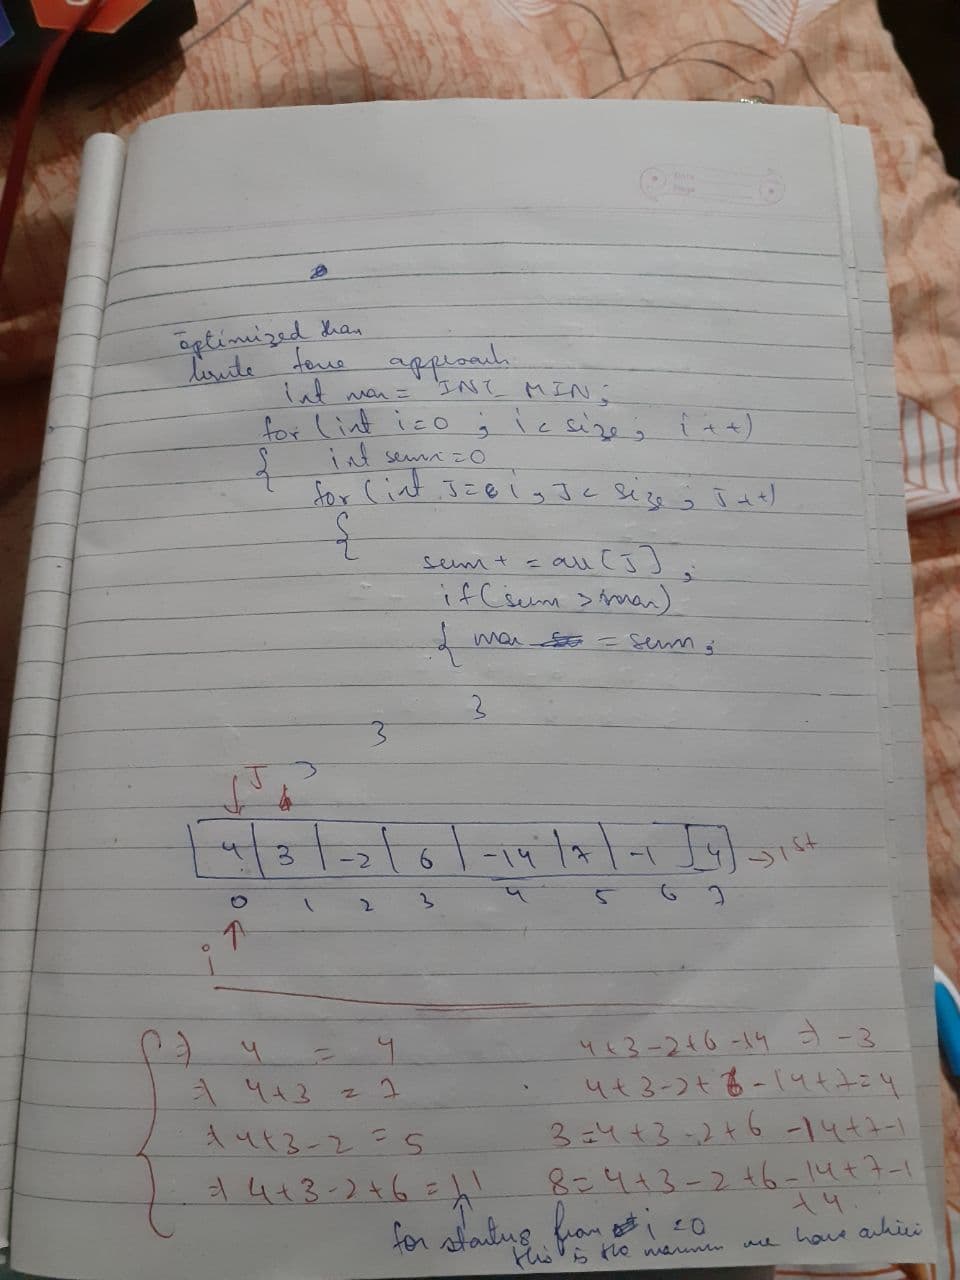 Date
Page
optimized than
brute force approach
int max = INT_MIN;
for (int i=0 ; i < size ; i++)
{ int sum=0
for (int J= i ; J < size ; J++)
{
sum+ = arr[J] ;
if(sum > max)
{ max = sum ;
}
}
}
J
4 3 -2 6 -14 7 -1 4 → 1st
0 1 2 3 4 5 6 7
i
⇒ 4 = 4
⇒ 4+3 = 7
⇒ 4+3-2 = 5
⇒ 4+3-2+6 = 11
4+3-2+6-14 ⇒ -3
4+3-2+6-14+7=4
3=4+3-2+6-14+7-1
8=4+3-2+6-14+7-1
+4
for starting from i=0
this is the maximum we have